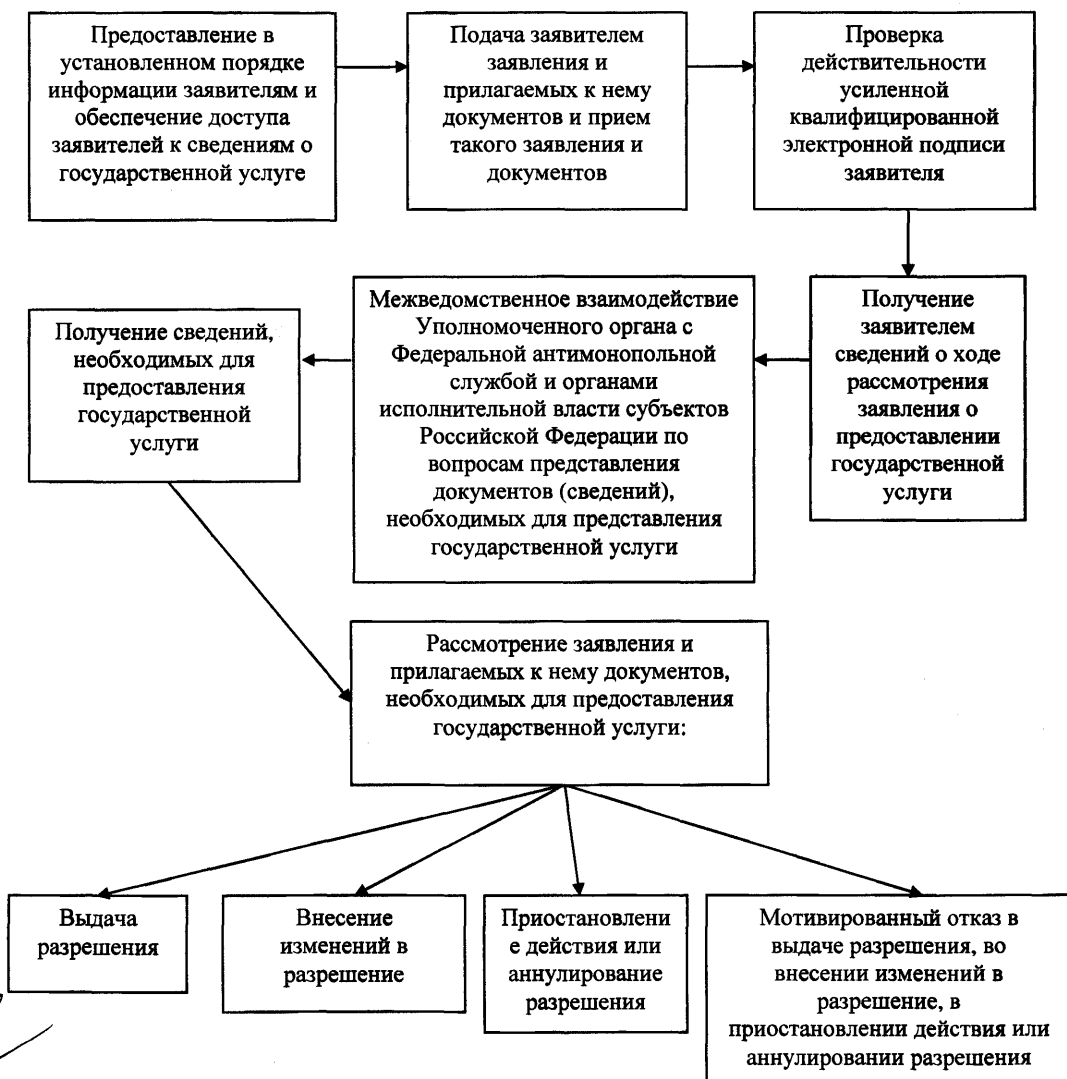 Предоставление в
установленном порядке
информации заявителям и
обеспечение доступа
заявителей к сведениям о
государственной услуге
Подача заявителем
заявления и
прилагаемых к нему
документов и прием
такого заявления и
документов
Проверка
действительности
усиленной
квалифицированной
электронной подписи
заявителя
Получение
заявителем
сведений о ходе
рассмотрения
заявления о
предоставлении
государственной
услуги
Межведомственное взаимодействие
Уполномоченного органа с
Федеральной антимонопольной
службой и органами
исполнительной власти субъектов
Российской Федерации по
вопросам представления
документов (сведений),
необходимых для представления
государственной услуги
Получение сведений,
необходимых для
предоставления
государственной
услуги
Рассмотрение заявления и
прилагаемых к нему документов,
необходимых для предоставления
государственной услуги:
Выдача
разрешения
Внесение
изменений в
разрешение
Приостановлени
е действия или
аннулирование
разрешения
Мотивированный отказ в
выдаче разрешения, во
внесении изменений в
разрешение, в
приостановлении действия или
аннулировании разрешения